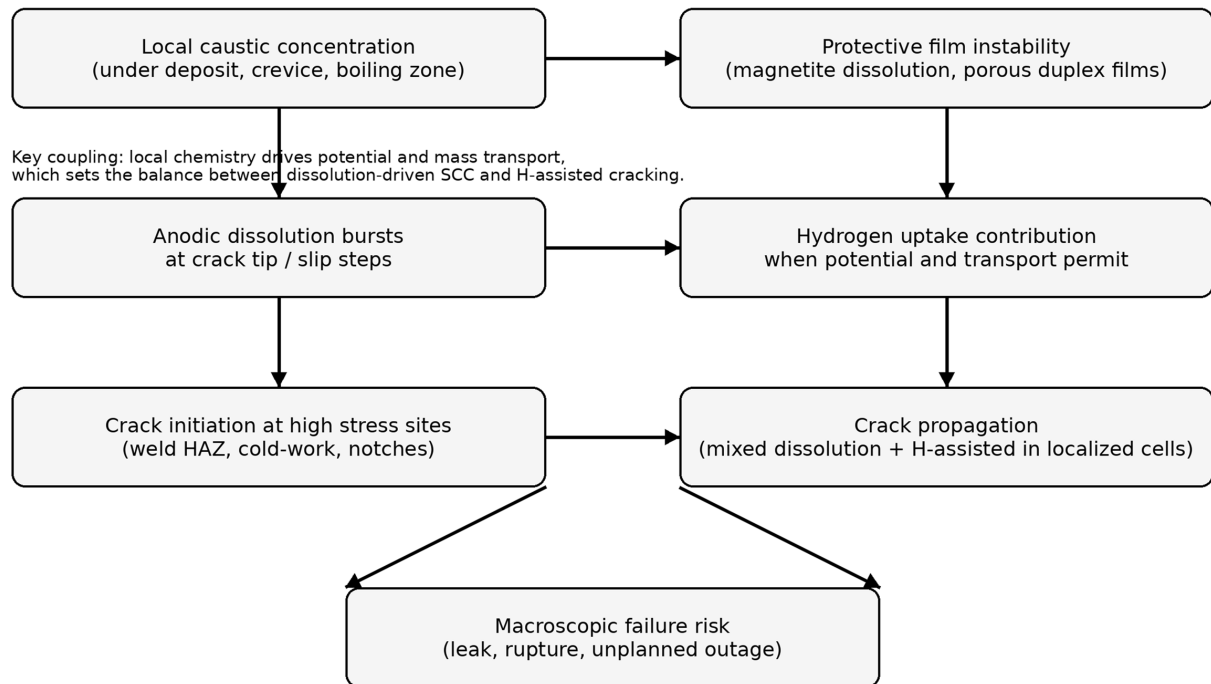 Local caustic concentration
(under deposit, crevice, boiling zone)
Protective film instability
(magnetite dissolution, porous duplex films)
Key coupling: local chemistry drives potential and mass transport,
which sets the balance between dissolution-driven SCC and H-assisted cracking.
Anodic dissolution bursts
at crack tip / slip steps
Hydrogen uptake contribution
when potential and transport permit
Crack initiation at high stress sites
(weld HAZ, cold-work, notches)
Crack propagation
(mixed dissolution + H-assisted in localized cells)
Macroscopic failure risk
(leak, rupture, unplanned outage)